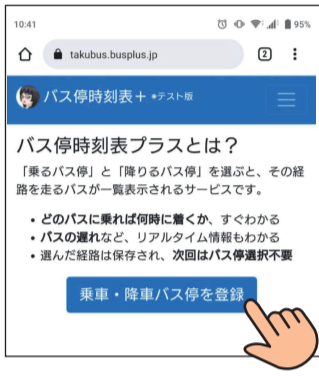 10:41 95%
takubus.busplus.jp 2
バス停時刻表＋ ●テスト版
バス停時刻表プラスとは？
「乗るバス停」と「降りるバス停」を選ぶと、その経
路を走るバスが一覧表示されるサービスです。
• どのバスに乗れば何時に着くか、すぐわかる
• バスの遅れなど、リアルタイム情報もわかる
• 選んだ経路は保存され、次回はバス停選択不要
乗車・降車バス停を登録